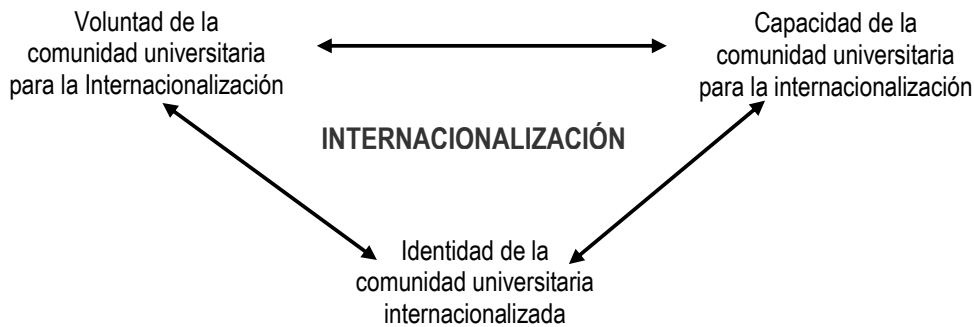 Voluntad de la
comunidad universitaria
para la Internacionalización
Capacidad de la
comunidad universitaria
para la internacionalización
INTERNACIONALIZACIÓN
Identidad de la
comunidad universitaria
internacionalizada